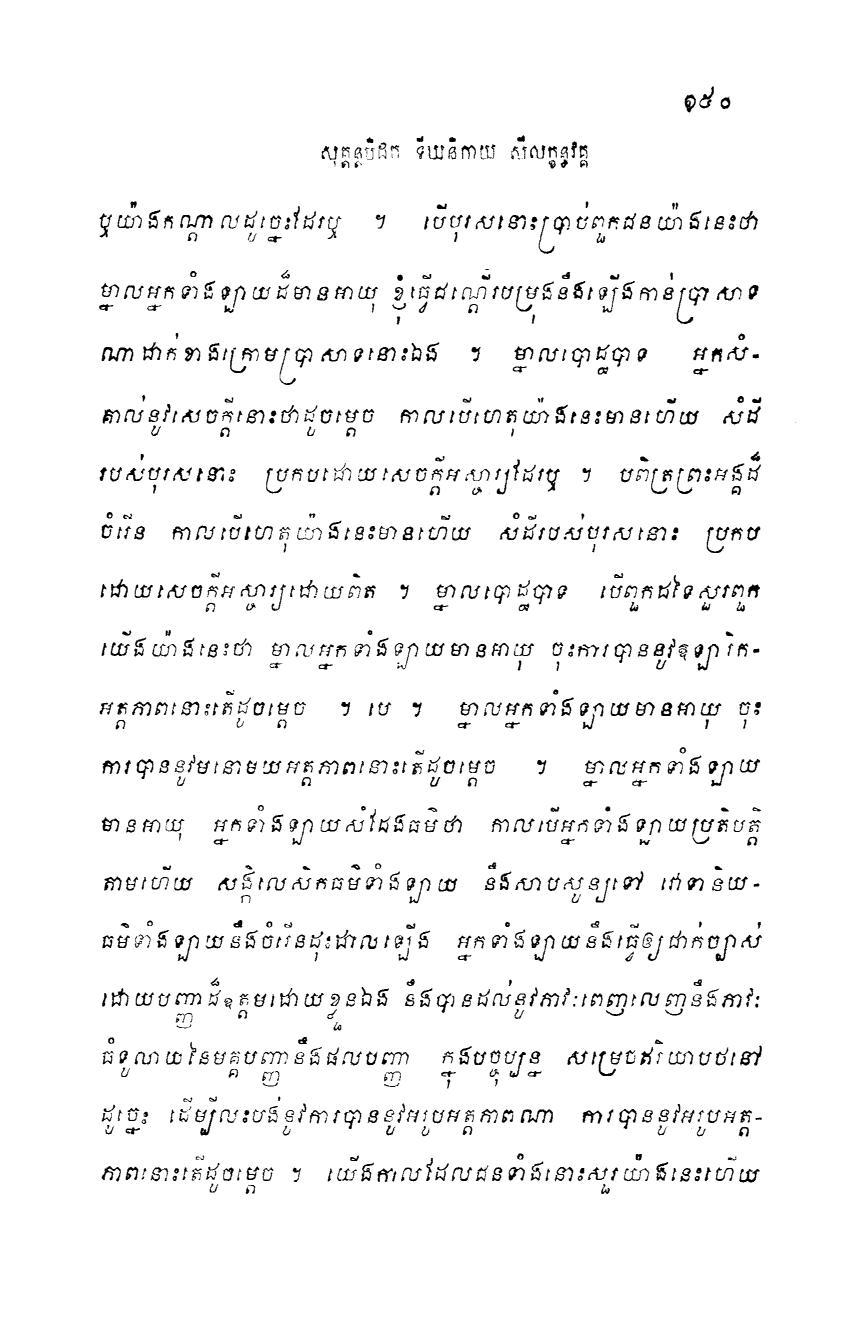 ១៥០
សុត្តន្តបិដក ទីឃនិកាយ សីលក្ខន្ធវគ្គ
ឬយ៉ាងកណ្តាលដូច្នេះដែរឬ ។ បើបុរសនោះប្រាប់ពួកជនយ៉ាងនេះថា
ម្នាលអ្នកទាំងឡាយដ៏មានអាយុ ខ្ញុំធ្វើជណ្តើរបម្រុងនឹងឡើងកាន់ប្រាសាទ
ណា ដាក់ខាងក្រោមប្រាសាទនោះឯង ។ ម្នាលបោដ្ឋបាទ អ្នកសំ-
គាល់នូវសេចក្តីនោះថាដូចម្តេច កាលបើហេតុយ៉ាងនេះមានហើយ សំដី
របស់បុរសនោះ ប្រកបដោយសេចក្តីអស្ចារ្យដែរឬ ។ បពិត្រព្រះអង្គដ៏
ចំរើន កាលបើហេតុយ៉ាងនេះមានហើយ សំដីរបស់បុរសនោះ ប្រកប
ដោយសេចក្តីអស្ចារ្យដោយពិត ។ ម្នាលបោដ្ឋបាទ បើពួកដទៃសួរពួក
យើងយ៉ាងនេះថា ម្នាលអ្នកទាំងឡាយមានអាយុ ចុះការបាននូវឱឡារិក-
អត្តភាពនោះតើដូចម្តេច ។ បេ ។ ម្នាលអ្នកទាំងឡាយមានអាយុ ចុះ
ការបាននូវមនោមយអត្តភាពនោះតើដូចម្តេច ។ ម្នាលអ្នកទាំងឡាយ
មានអាយុ អ្នកទាំងឡាយសំដែងធម៌ថា កាលបើអ្នកទាំងឡាយប្រតិបត្តិ
តាមហើយ សង្កិលេសិកធម៌ទាំងឡាយ នឹងសាបសូន្យទៅ វោទានិយ-
ធម៌ទាំងឡាយនឹងចំរើនដុះដាលឡើង អ្នកទាំងឡាយនឹងធ្វើឲ្យជាក់ច្បាស់
ដោយបញ្ញាដ៏ឧត្តមដោយខ្លួនឯង នឹងបានដល់នូវភាវៈពេញលេញនឹងភាវៈ
ធំទូលាយនៃមគ្គបញ្ញានឹងផលបញ្ញា ក្នុងបច្ចុប្បន្ន សម្រេចឥរិយាបថនៅ
ដូច្នេះ ដើម្បីលះបង់នូវការបាននូវអរូបអត្តភាពណា ការបាននូវអរូបអត្ត-
ភាពនោះតើដូចម្តេច ។ យើងកាលដែលជនទាំងនោះសួរយ៉ាងនេះហើយ